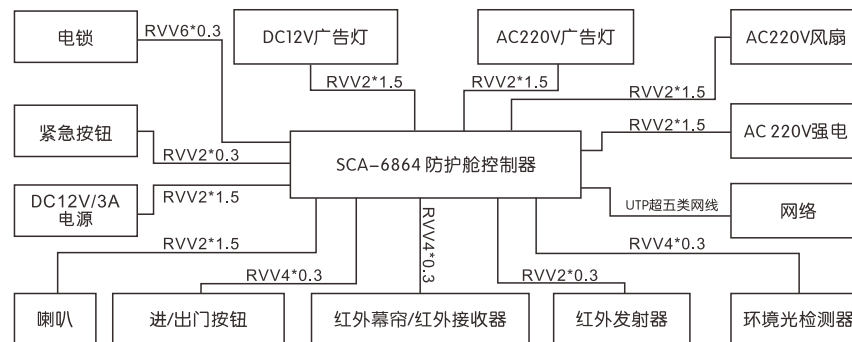 电锁
RVV6*0.3
DC12V广告灯
AC220V广告灯
AC220V风扇
RVV2*1.5
RVV2*1.5
RVV2*1.5
紧急按钮
RVV2*0.3
SCA-6864 防护舱控制器
RVV2*1.5
AC 220V强电
DC12V/3A
电源
RVV2*1.5
UTP超五类网线
网络
RVV2*1.5
RVV4*0.3
RVV4*0.3
RVV2*0.3
RVV4*0.3
喇叭
进/出门按钮
红外幕帘/红外接收器
红外发射器
环境光检测器